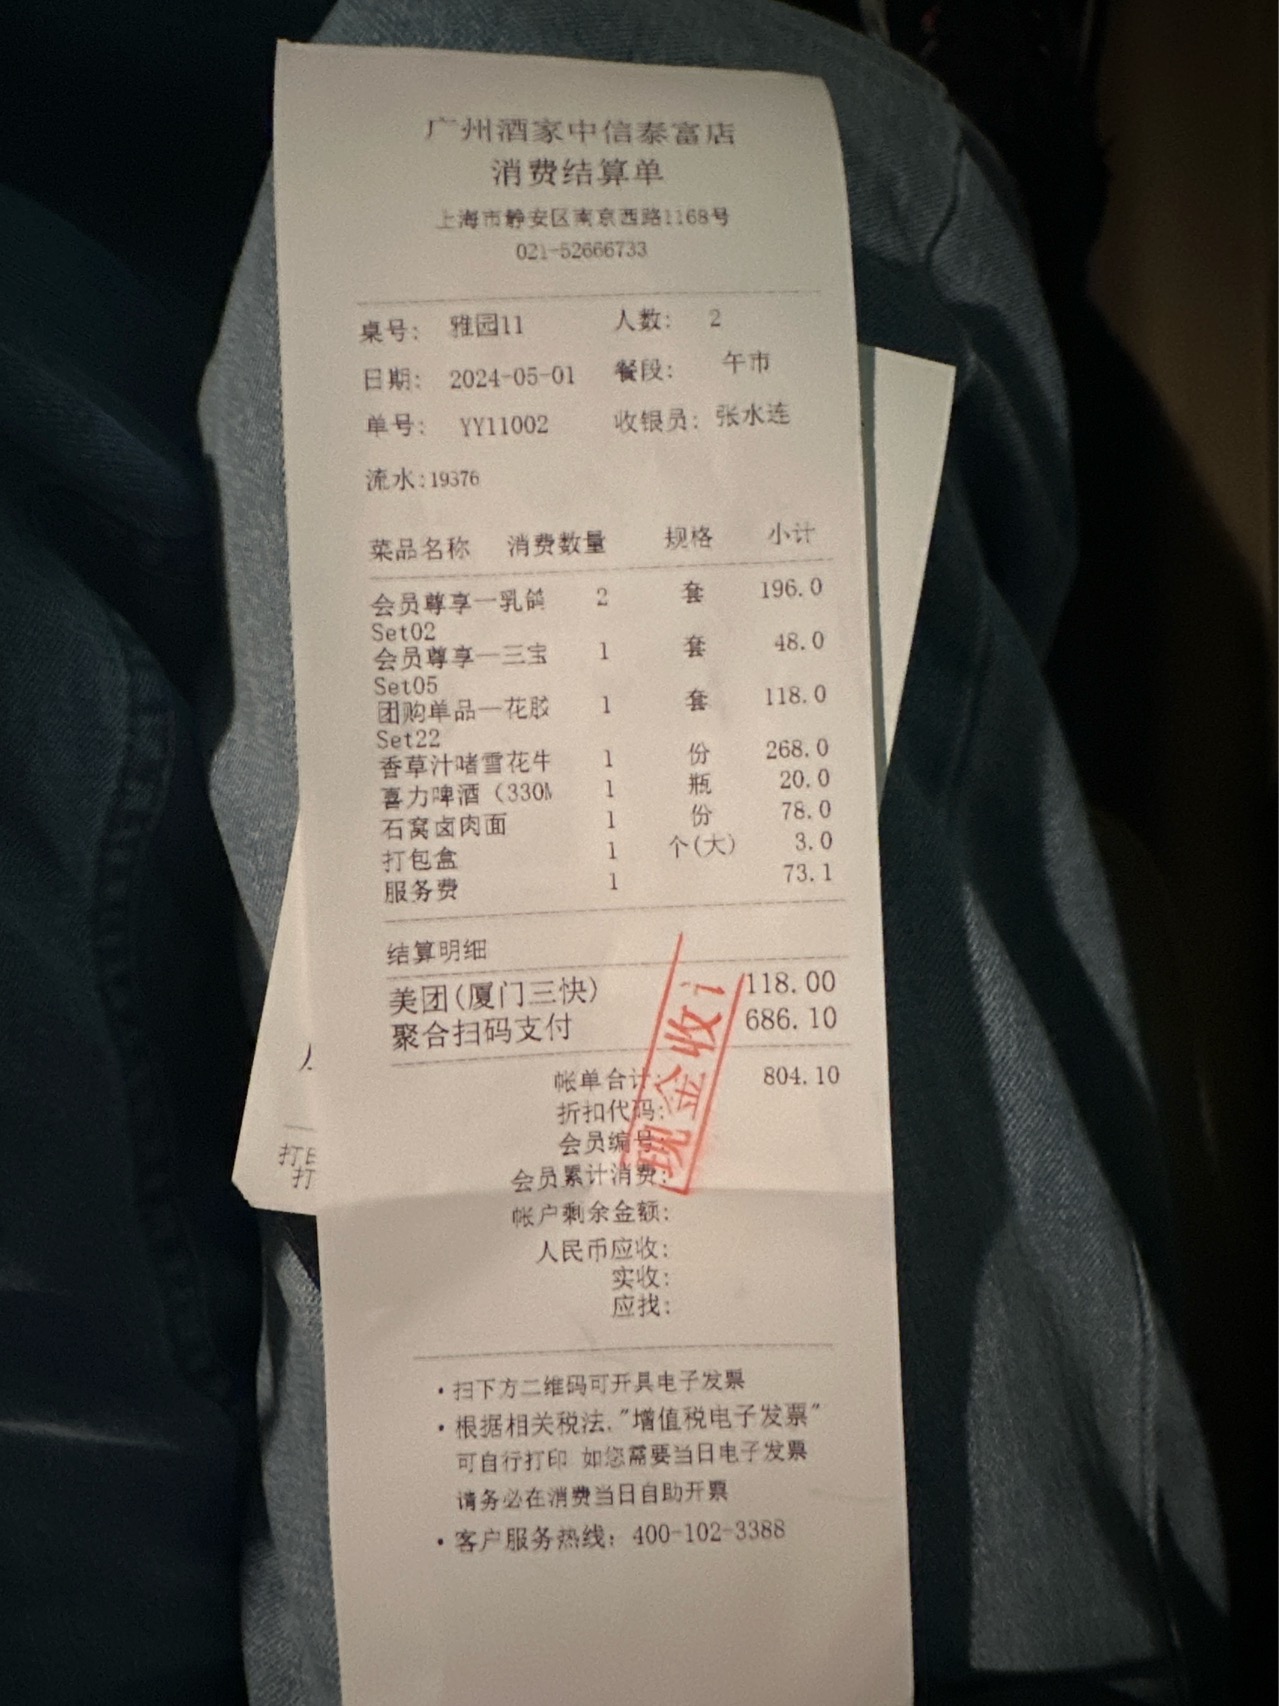 广州酒家中信泰富店
消费结算单
上海市静安区南京西路1168号
021-52666733
桌号: 雅园11 人数: 2
日期: 2024-05-01 餐段: 午市
单号: YY11002 收银员: 张水连
流水:19376
菜品名称 消费数量 规格 小计
会员尊享一乳鸽 2 套 196.0
Set02
会员尊享一三宝 1 套 48.0
Set05
团购单品一花胶 1 套 118.0
Set22
香草汁啫雪花牛 1 份 268.0
喜力啤酒（330M 1 瓶 20.0
石窝卤肉面 1 份 78.0
打包盒 1 个(大) 3.0
服务费 1 73.1
结算明细
美团(厦门三快) 118.00
聚合扫码支付 686.10
现金收
帐单合计: 804.10
折扣代码:
会员编号
会员累计消费:
帐户剩余金额:
人民币应收:
实收:
应找:
·扫下方二维码可开具电子发票
·根据相关税法,"增值税电子发票"
可自行打印 如您需要当日电子发票
请务必在消费当日自助开票
·客户服务热线: 400-102-3388
打